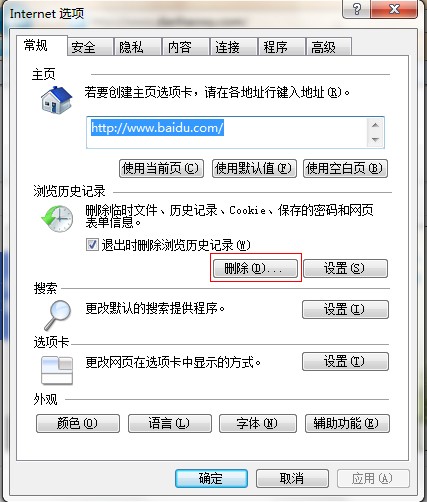 Internet 选项
常规 安全 隐私 内容 连接 程序 高级
主页
若要创建主页选项卡，请在各地址行键入地址(R)。
http://www.baidu.com/
使用当前页(C) 使用默认值(F) 使用空白页(B)
浏览历史记录
删除临时文件、历史记录、Cookie、保存的密码和网页
表单信息。
退出时删除浏览历史记录(W)
删除(D)... 设置(S)
搜索
更改默认的搜索提供程序。 设置(I)
选项卡
更改网页在选项卡中显示的方式。 设置(T)
外观
颜色(O) 语言(L) 字体(N) 辅助功能(E)
确定 取消 应用(A)